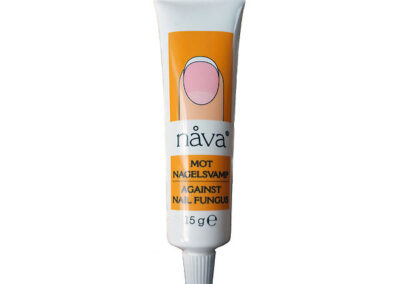 nåva®
MOT
NAGELSVAMP
AGAINST
NAIL FUNGUS
15 g e